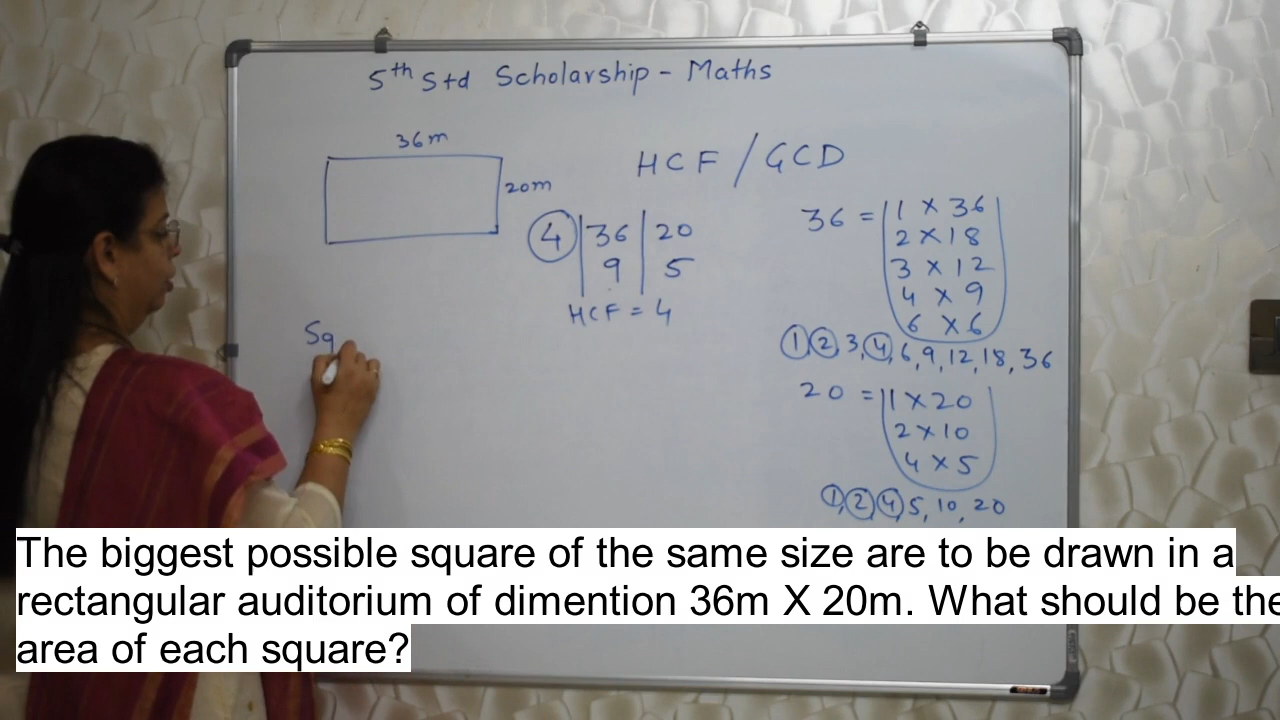 5th Std Scholarship - Maths
36m
20m
HCF / GCD
4 | 36 | 20
9 | 5
HCF = 4
Sq
36 = 1 X 36
2 X 18
3 X 12
4 X 9
6 X 6
1, 2, 3, 4, 6, 9, 12, 18, 36
20 = 1 X 20
2 X 10
4 X 5
1, 2, 4, 5, 10, 20
The biggest possible square of the same size are to be drawn in a
rectangular auditorium of dimention 36m X 20m. What should be the
area of each square?